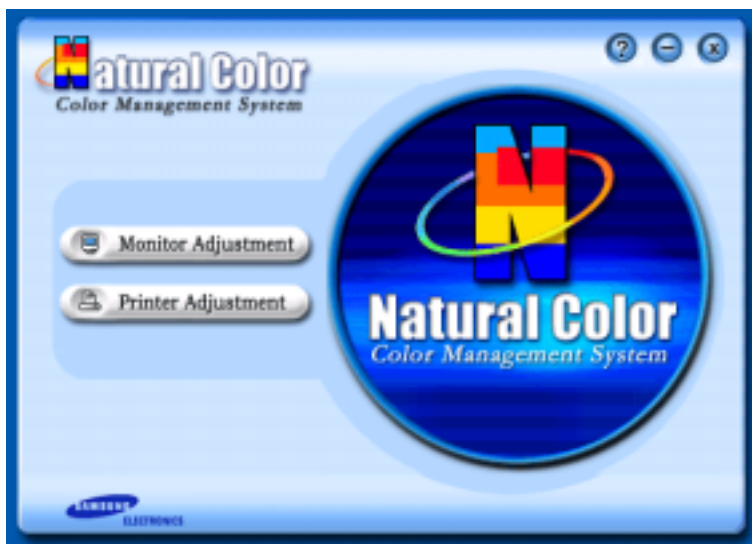 Natural Color
Color Management System
? – x
Monitor Adjustment
Printer Adjustment
N
Natural Color
Color Management System
SAMSUNG
ELECTRONICS